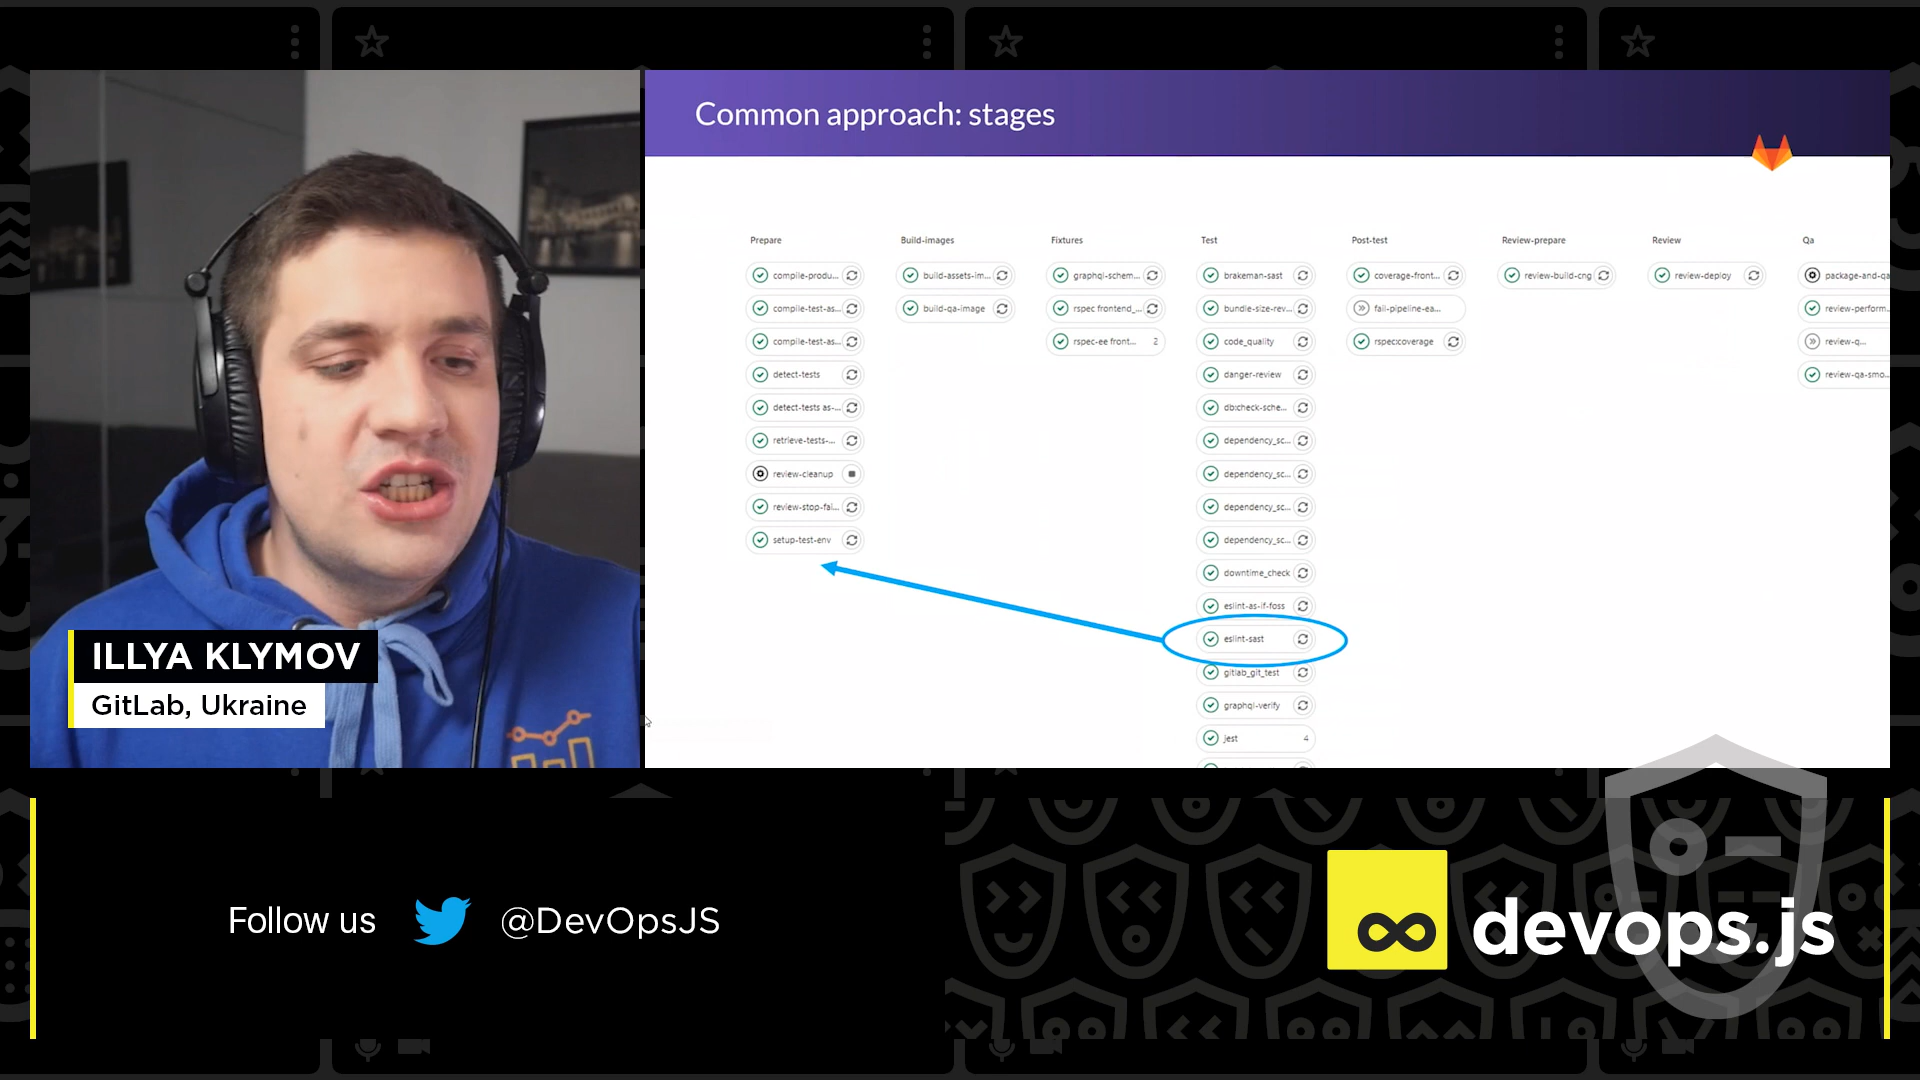 Common approach: stages
Prepare
compile-produ...
compile-test-as...
compile-test-as...
detect-tests
detect-tests as-...
retrieve-tests-...
review-cleanup
review-stop-fai...
setup-test-env
Build-images
build-assets-im...
build-qa-image
Fixtures
graphql-schem...
rspec frontend_...
rspec-ee front... 2
Test
brakeman-sast
bundle-size-rev...
code_quality
danger-review
db:check-sche...
dependency_sc...
dependency_sc...
dependency_sc...
dependency_sc...
downtime_check
eslint-as-if-foss
eslint-sast
gitlab_git_test
graphql-verify
jest 4
Post-test
coverage-front...
fail-pipeline-ea...
rspec:coverage
Review-prepare
review-build-cng
Review
review-deploy
Qa
package-and-qa
review-perform...
review-q...
review-qa-smo...
ILLYA KLYMOV
GitLab, Ukraine
Follow us @DevOpsJS
devops.js